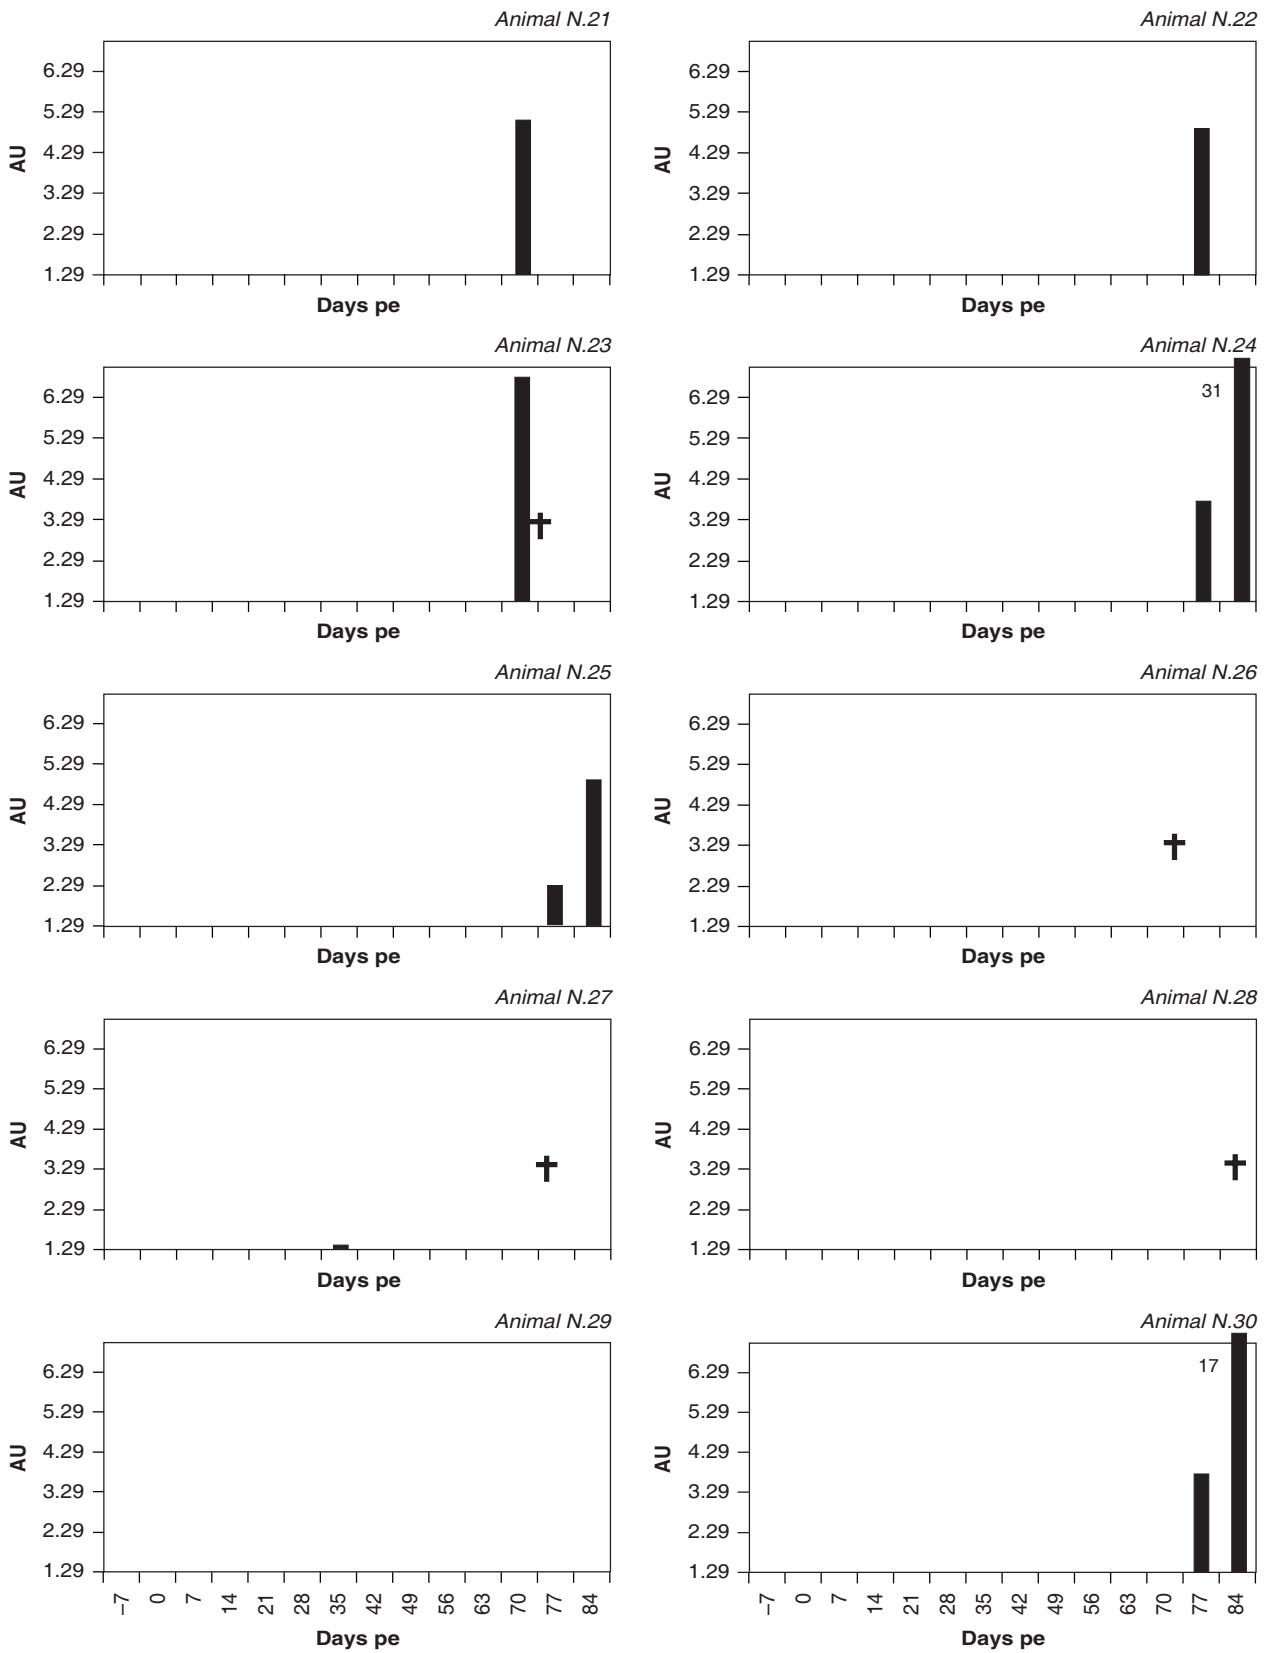 Animal N.21
6.29
5.29
4.29
3.29
2.29
1.29
AU
Days pe
Animal N.22
6.29
5.29
4.29
3.29
2.29
1.29
AU
Days pe
Animal N.23
6.29
5.29
4.29
3.29
2.29
1.29
AU
Days pe
Animal N.24
31
6.29
5.29
4.29
3.29
2.29
1.29
AU
Days pe
Animal N.25
6.29
5.29
4.29
3.29
2.29
1.29
AU
Days pe
Animal N.26
6.29
5.29
4.29
3.29
2.29
1.29
AU
Days pe
Animal N.27
6.29
5.29
4.29
3.29
2.29
1.29
AU
Days pe
Animal N.28
6.29
5.29
4.29
3.29
2.29
1.29
AU
Days pe
Animal N.29
6.29
5.29
4.29
3.29
2.29
1.29
AU
–7 0 7 14 21 28 35 42 49 56 63 70 77 84
Days pe
Animal N.30
17
6.29
5.29
4.29
3.29
2.29
1.29
AU
–7 0 7 14 21 28 35 42 49 56 63 70 77 84
Days pe